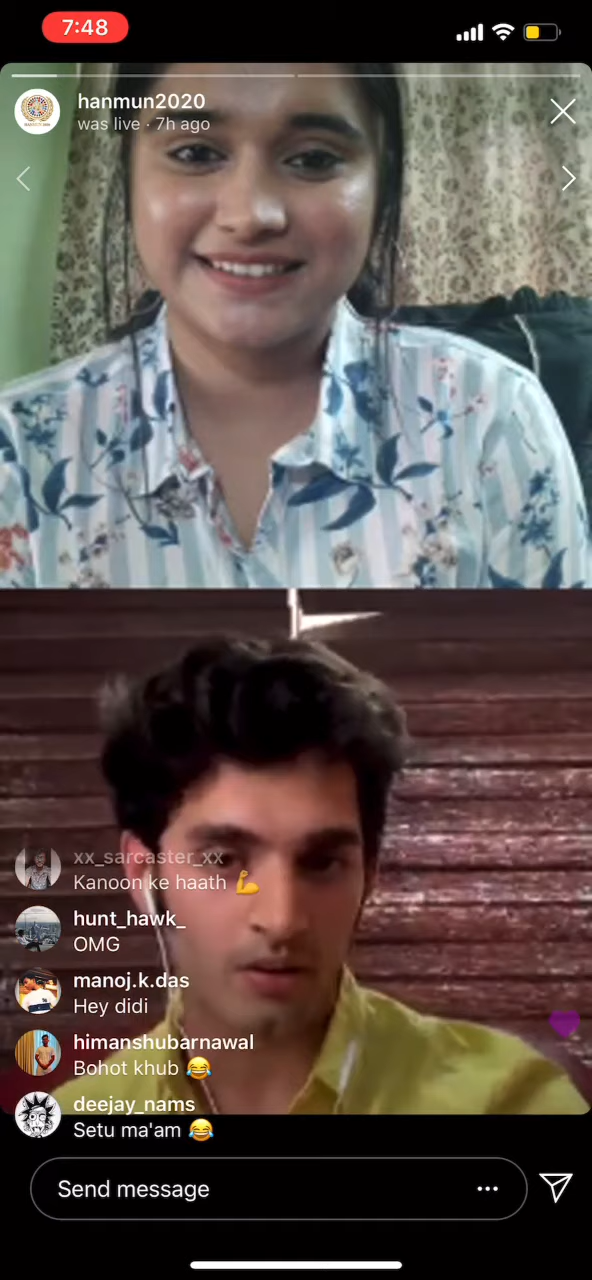 7:48
hanmun2020
was live · 7h ago
xx_sarcaster_xx
Kanoon ke haath 💪
hunt_hawk_
OMG
manoj.k.das
Hey didi
himanshubarnawal
Bohot khub 😂
deejay_nams
Setu ma'am 😂
Send message